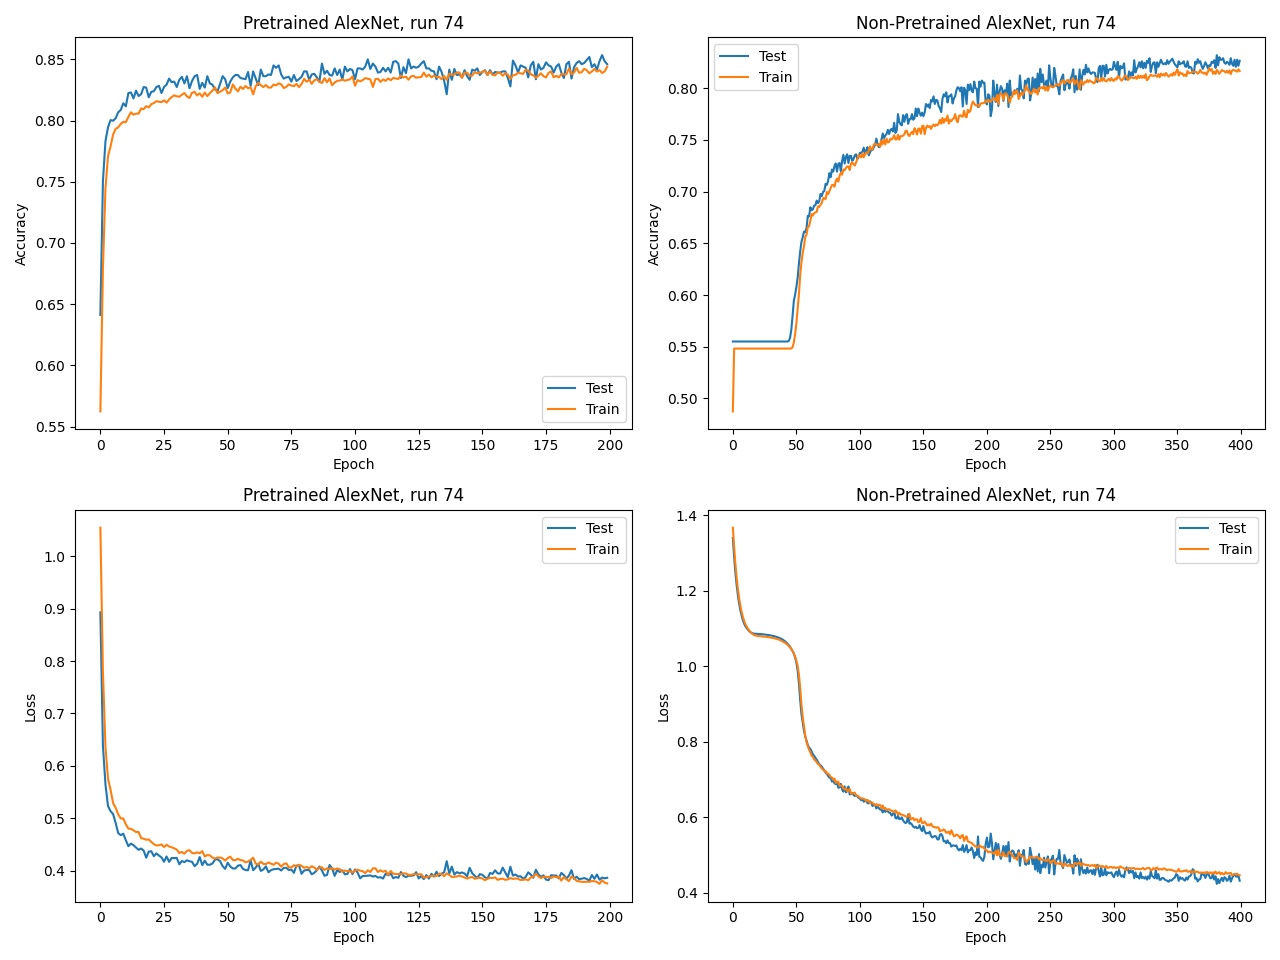 Pretrained AlexNet, run 74
0.85
0.80
0.75
0.70
0.65
0.60
0.55
Accuracy
Test
Train
0 25 50 75 100 125 150 175 200
Epoch
Non-Pretrained AlexNet, run 74
Test
Train
0.80
0.75
0.70
0.65
0.60
0.55
0.50
Accuracy
0 50 100 150 200 250 300 350 400
Epoch
Pretrained AlexNet, run 74
Test
Train
1.0
0.9
0.8
0.7
0.6
0.5
0.4
Loss
0 25 50 75 100 125 150 175 200
Epoch
Non-Pretrained AlexNet, run 74
Test
Train
1.4
1.2
1.0
0.8
0.6
0.4
Loss
0 50 100 150 200 250 300 350 400
Epoch